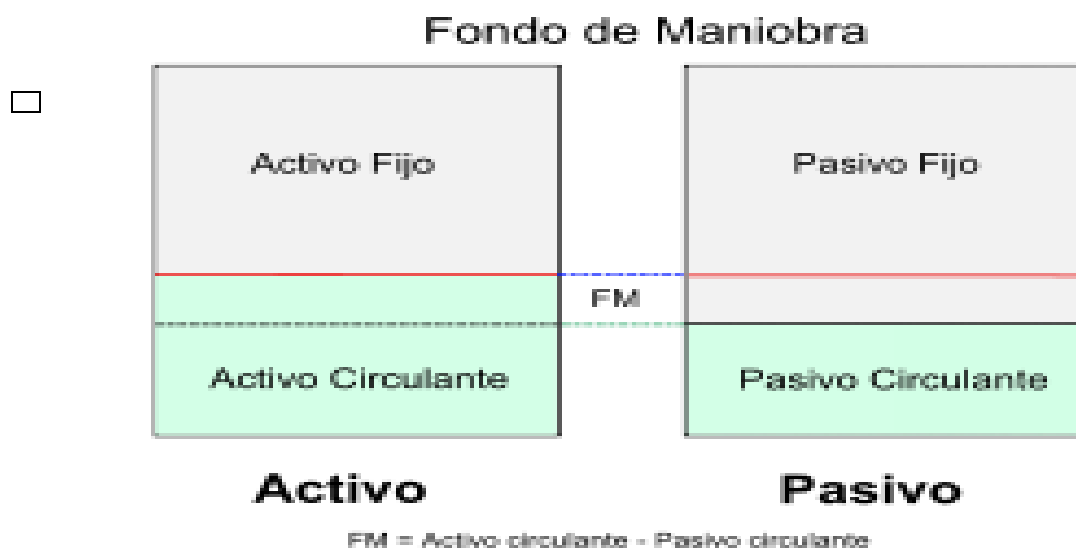 Fondo de Maniobra
Activo Fijo
Pasivo Fijo
FM
Activo Circulante
Pasivo Circulante
Activo
Pasivo
FM = Activo circulante - Pasivo circulante